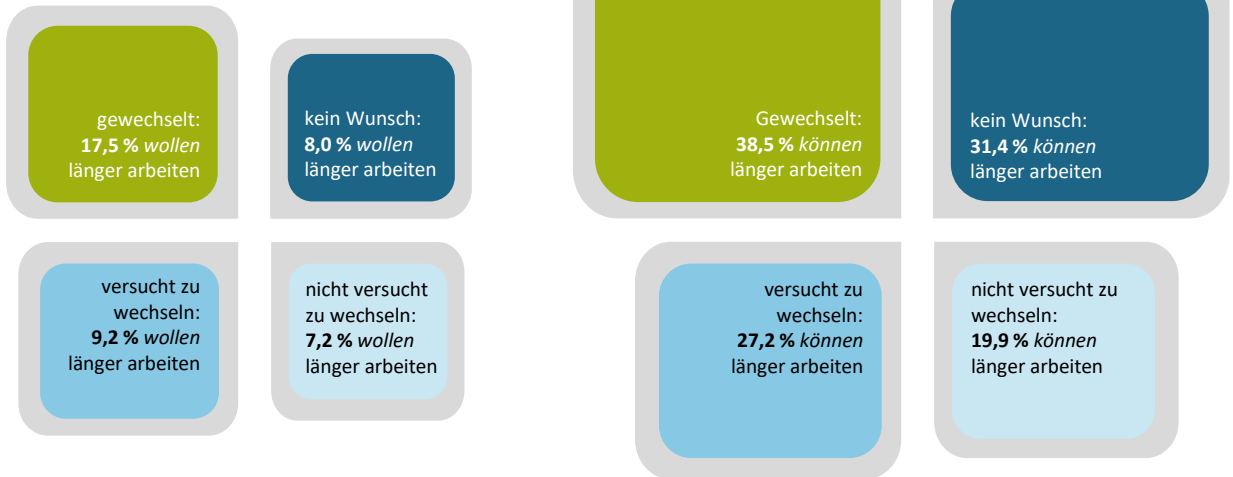 gewechselt:
17,5 % wollen
länger arbeiten
kein Wunsch:
8,0 % wollen
länger arbeiten
versucht zu
wechseln:
9,2 % wollen
länger arbeiten
nicht versucht
zu wechseln:
7,2 % wollen
länger arbeiten
Gewechselt:
38,5 % können
länger arbeiten
kein Wunsch:
31,4 % können
länger arbeiten
versucht zu
wechseln:
27,2 % können
länger arbeiten
nicht versucht zu
wechseln:
19,9 % können
länger arbeiten